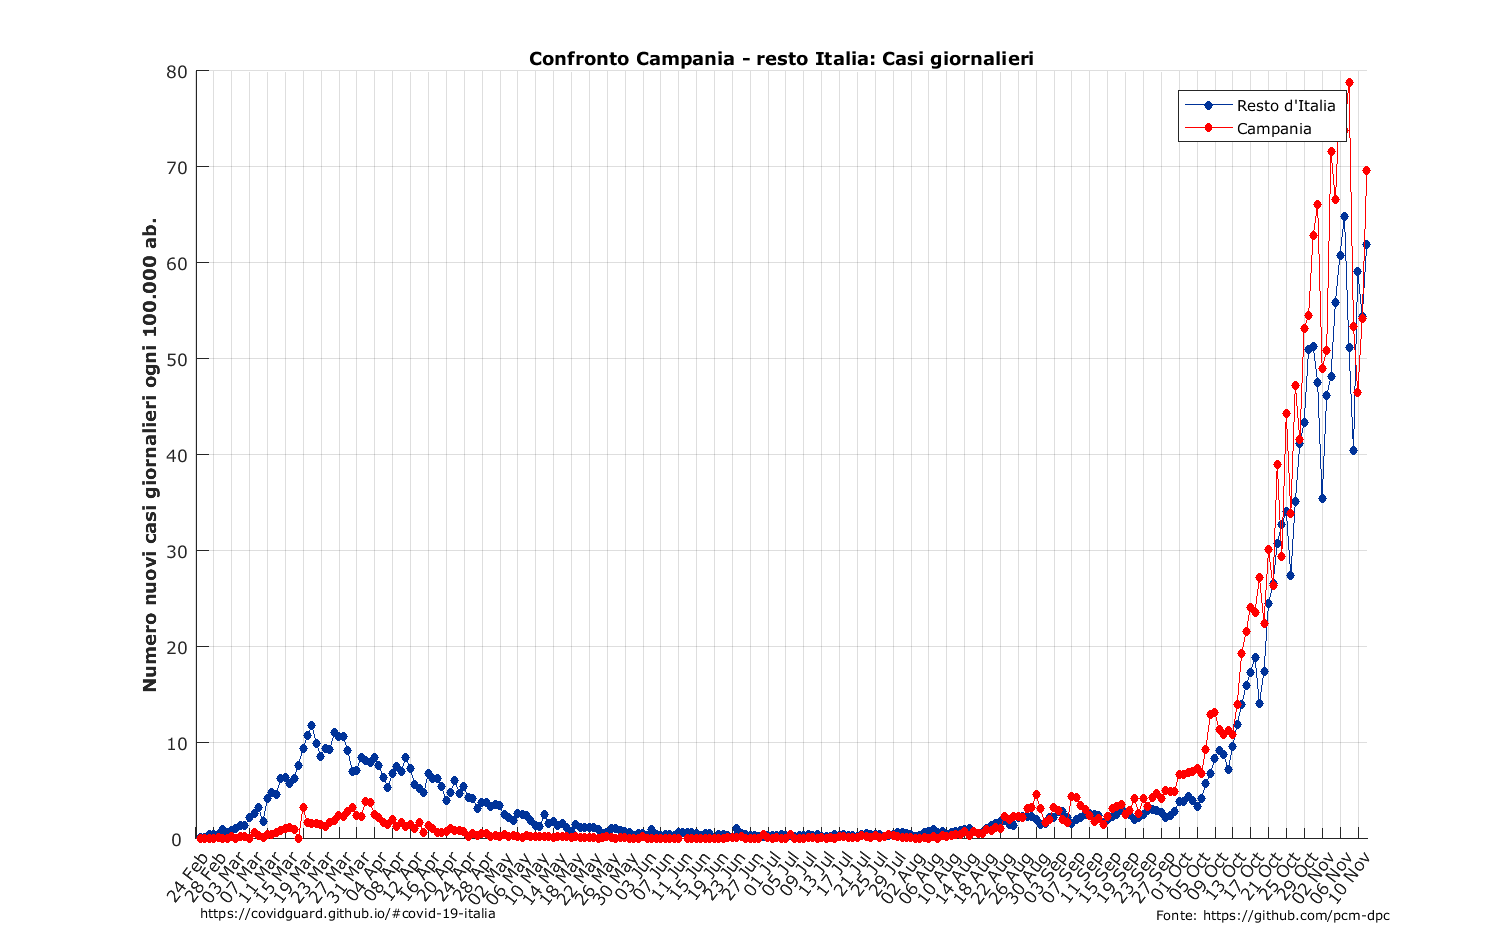 Confronto Campania - resto Italia: Casi giornalieri
Resto d'Italia
Campania
Numero nuovi casi giornalieri ogni 100.000 ab.
80
70
60
50
40
30
20
10
0
24 Feb
28 Feb
03 Mar
07 Mar
11 Mar
15 Mar
19 Mar
23 Mar
27 Mar
31 Mar
04 Apr
08 Apr
12 Apr
16 Apr
20 Apr
24 Apr
28 Apr
02 May
06 May
10 May
14 May
18 May
22 May
26 May
30 May
03 Jun
07 Jun
11 Jun
15 Jun
19 Jun
23 Jun
27 Jun
01 Jul
05 Jul
09 Jul
13 Jul
17 Jul
21 Jul
25 Jul
29 Jul
02 Aug
06 Aug
10 Aug
14 Aug
18 Aug
22 Aug
26 Aug
30 Aug
03 Sep
07 Sep
11 Sep
15 Sep
19 Sep
23 Sep
27 Sep
01 Oct
05 Oct
09 Oct
13 Oct
17 Oct
21 Oct
25 Oct
29 Oct
02 Nov
06 Nov
10 Nov
https://covidguard.github.io/#covid-19-italia
Fonte: https://github.com/pcm-dpc